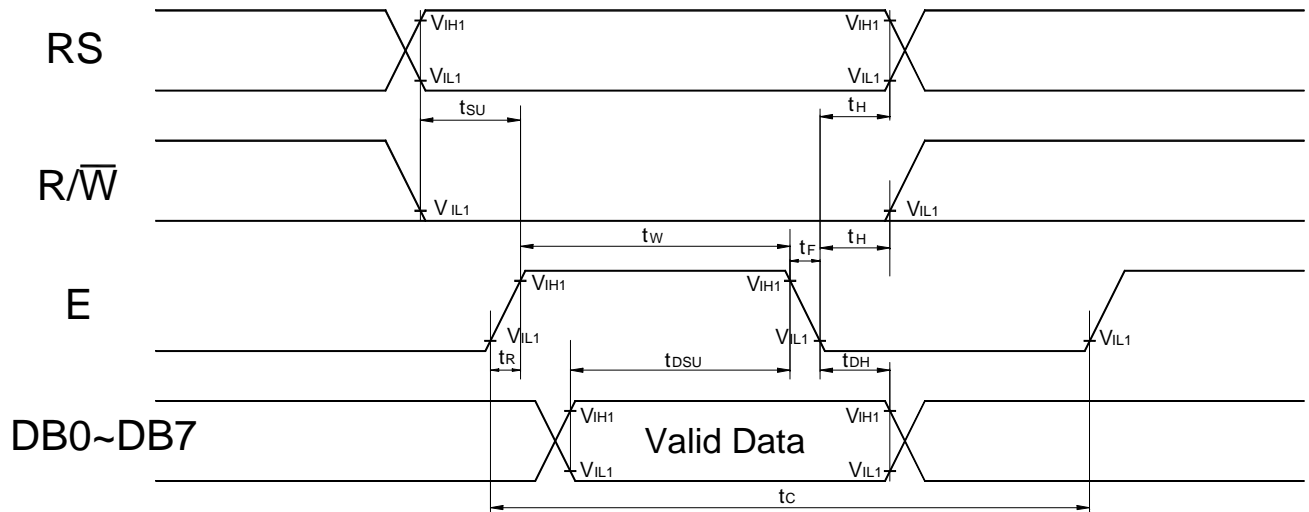 VIH1 VIH1
RS
VIL1 VIL1
tSU tH
R/W̅
VIL1 VIL1
tW tF tH
VIH1 VIH1
E
VIL1 VIL1 VIL1
tR tDSU tDH
VIH1 VIH1
DB0~DB7 Valid Data
VIL1 VIL1
tC